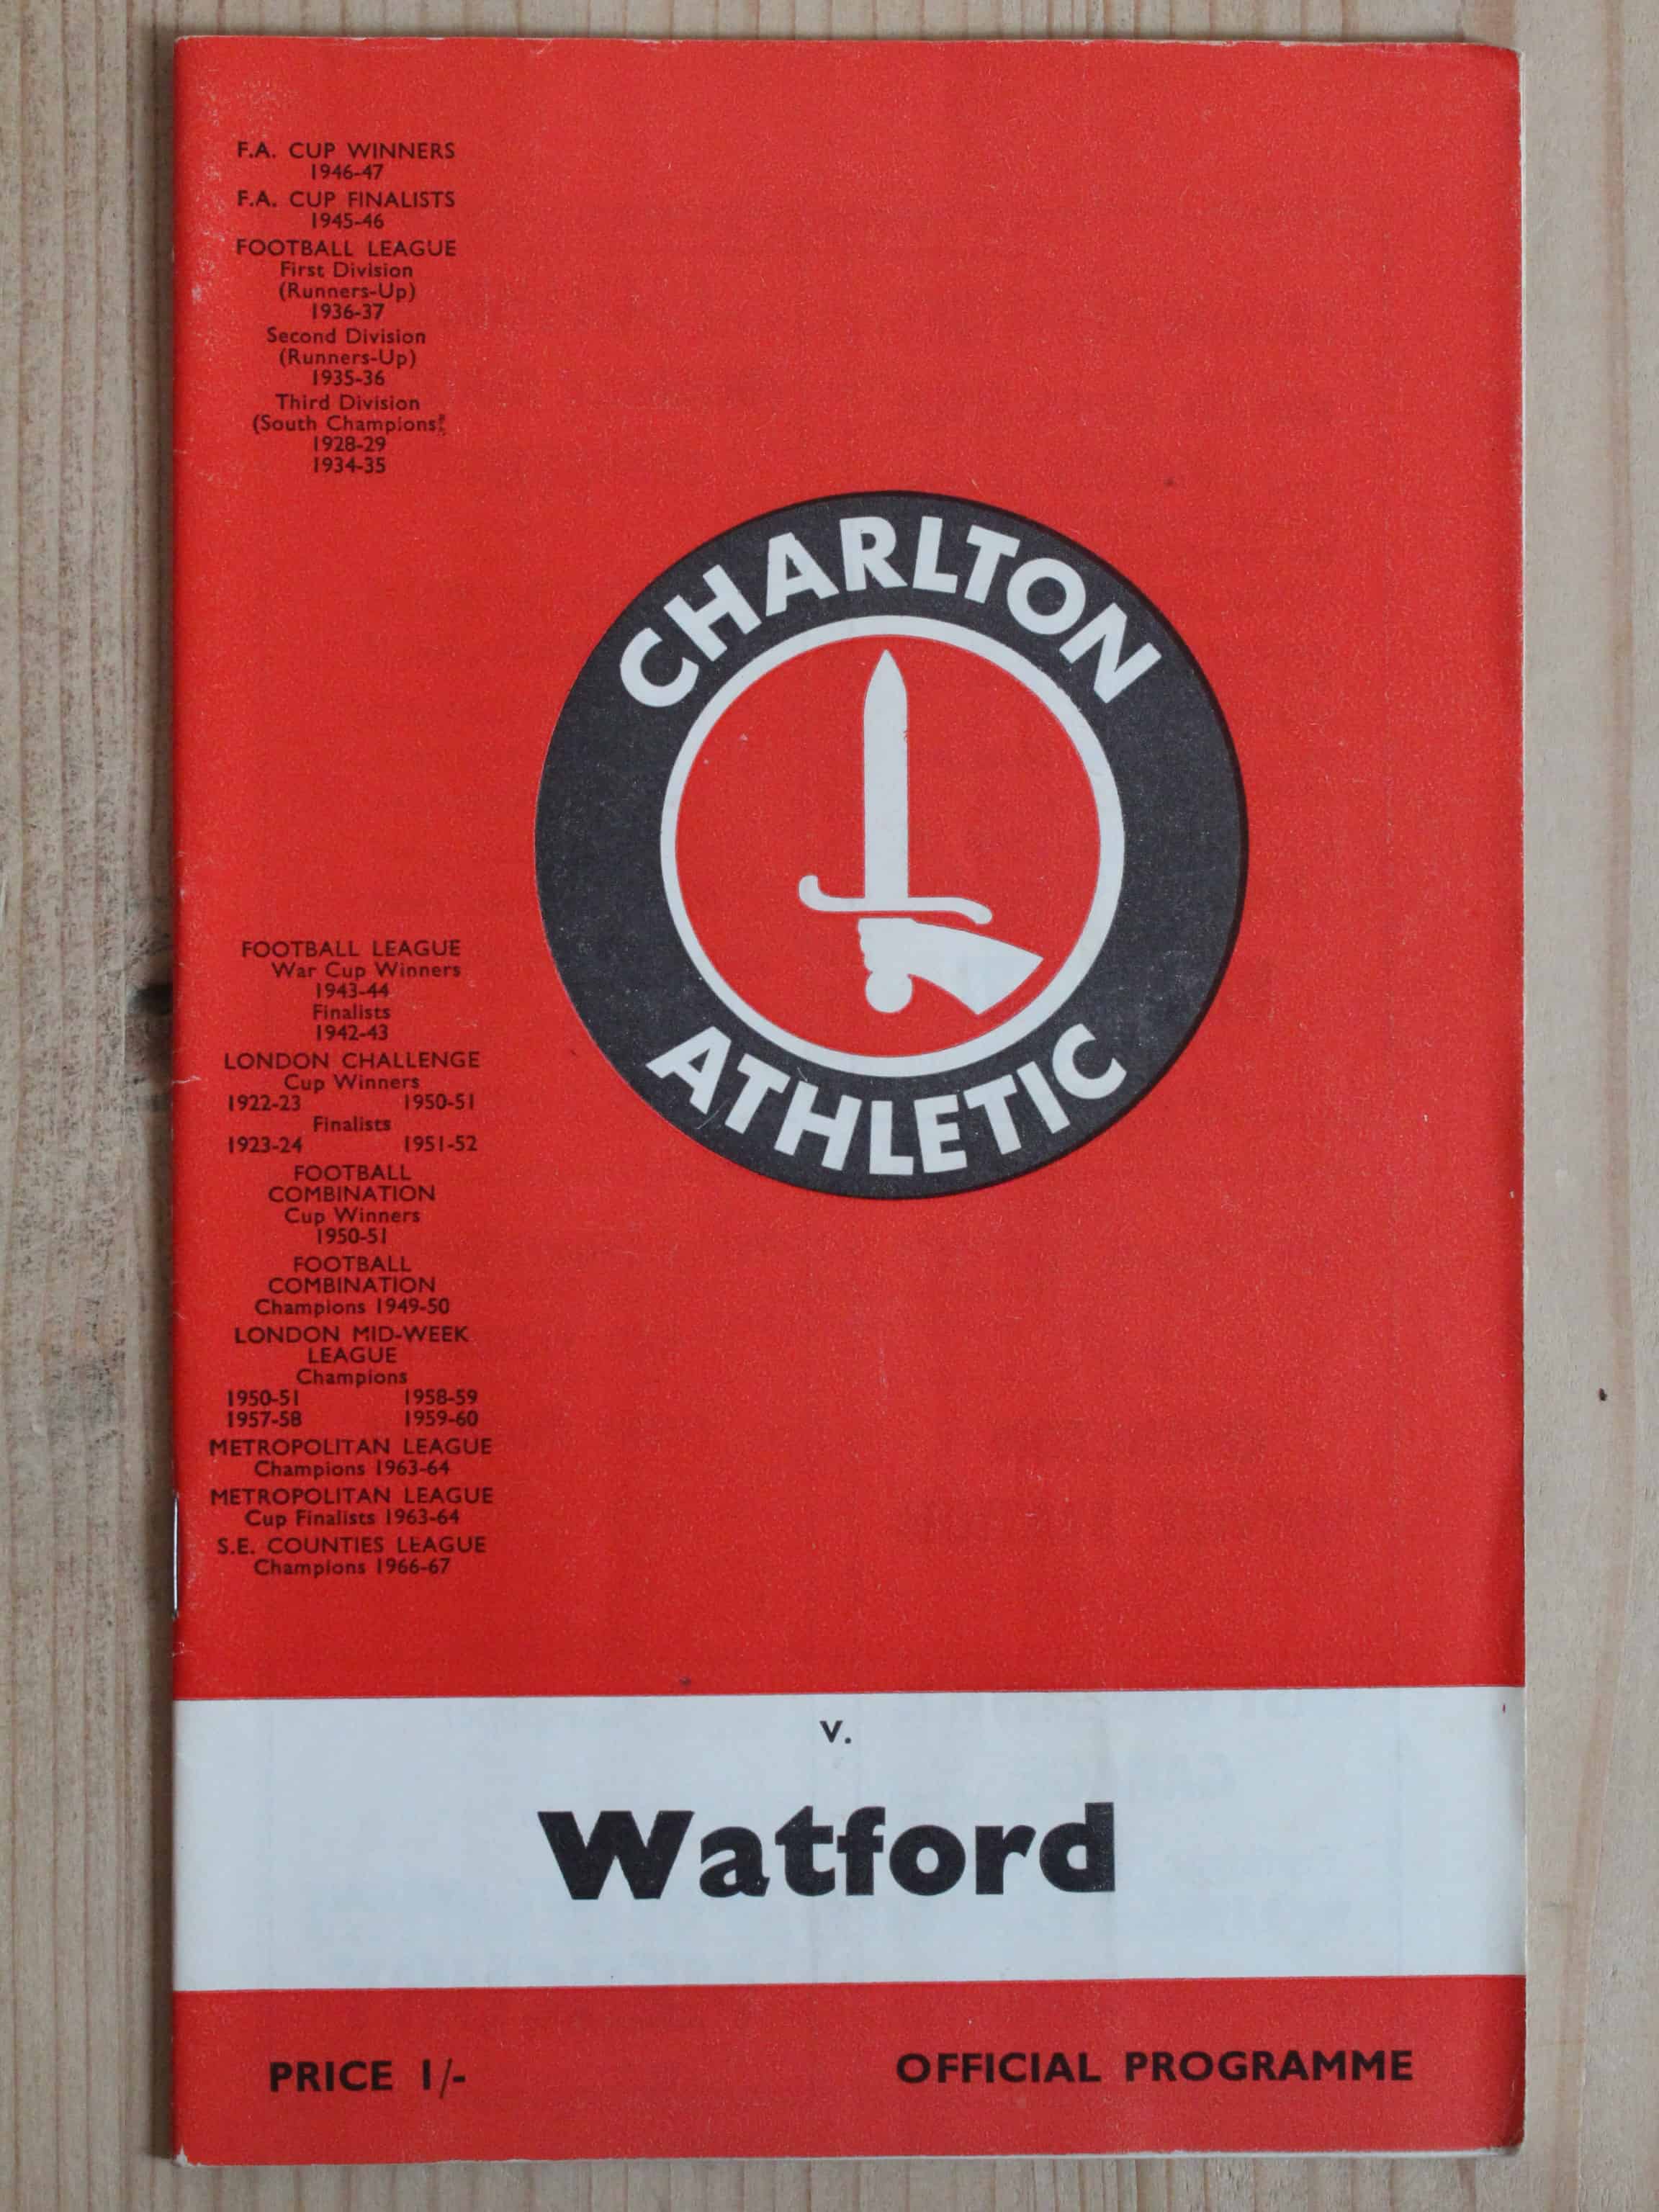 F.A. CUP WINNERS
1946-47
F.A. CUP FINALISTS
1945-46
FOOTBALL LEAGUE
First Division
(Runners-Up)
1936-37
Second Division
(Runners-Up)
1935-36
Third Division
(South Champions)
1928-29
1934-35
CHARLTON
ATHLETIC
FOOTBALL LEAGUE
War Cup Winners
1943-44
Finalists
1942-43
LONDON CHALLENGE
Cup Winners
1922-23 1950-51
Finalists
1923-24 1951-52
FOOTBALL
COMBINATION
Cup Winners
1950-51
FOOTBALL
COMBINATION
Champions 1949-50
LONDON MID-WEEK
LEAGUE
Champions
1950-51 1958-59
1957-58 1959-60
METROPOLITAN LEAGUE
Champions 1963-64
METROPOLITAN LEAGUE
Cup Finalists 1963-64
S.E. COUNTIES LEAGUE
Champions 1966-67
v.
Watford
PRICE 1/- OFFICIAL PROGRAMME